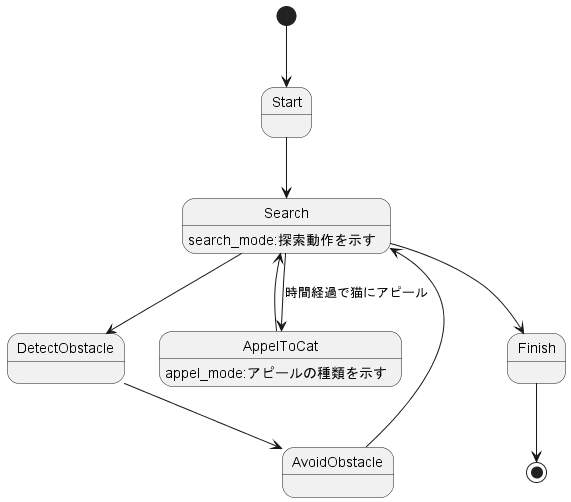 Start
Search
search_mode:探索動作を示す
時間経過で猫にアピール
DetectObstacle
AppelToCat
appel_mode:アピールの種類を示す
Finish
AvoidObstacle